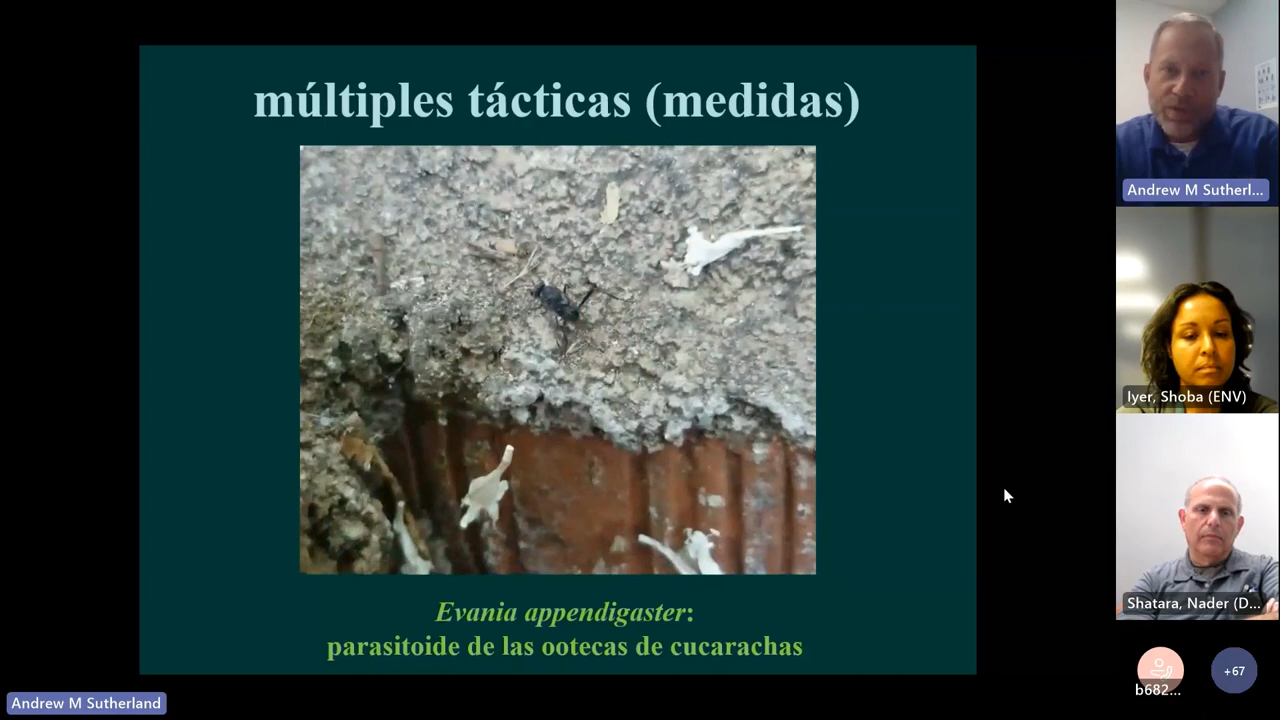 múltiples tácticas (medidas)
Evania appendigaster:
parasitoide de las ootecas de cucarachas
Andrew M Sutherl...
Iyer, Shoba (ENV)
Shatara, Nader (D...
b682...
+67
Andrew M Sutherland